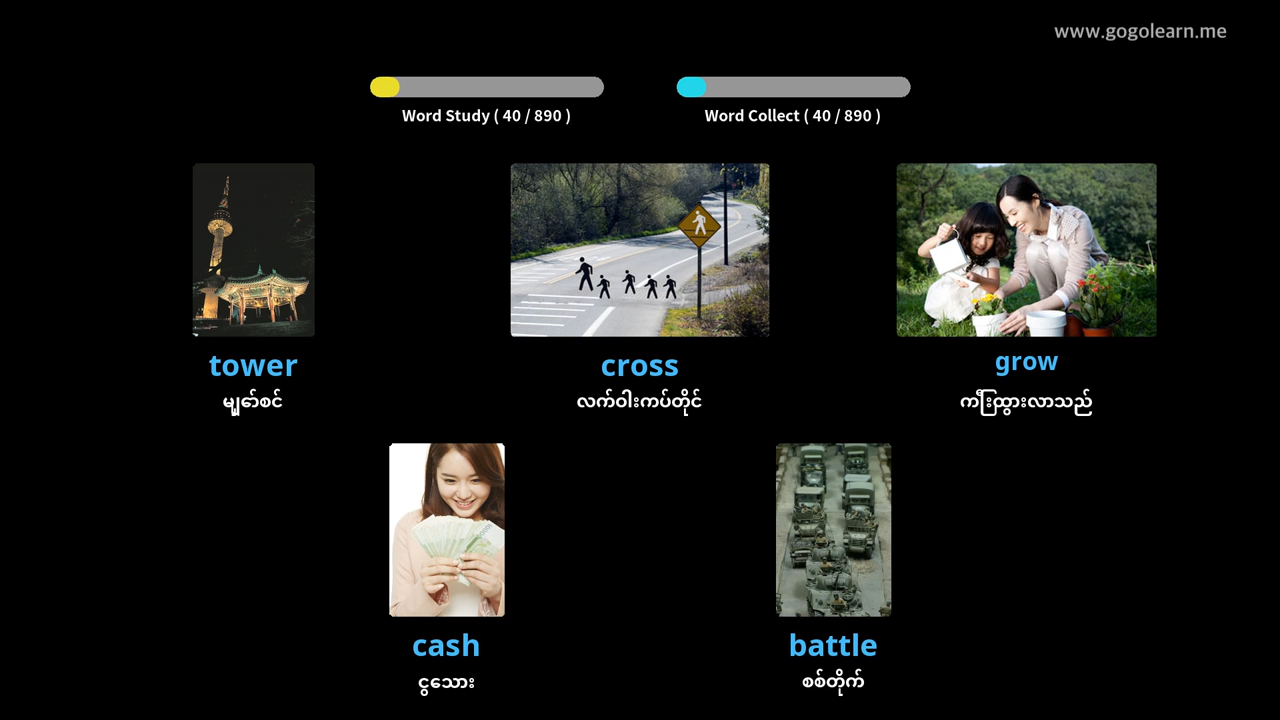 www.gogolearn.me
Word Study ( 40 / 890 )
Word Collect ( 40 / 890 )
tower
မျှော်စင်
cross
လက်ဝါးကပ်တိုင်
grow
ကြီးထွားလာသည်
cash
ငွေသား
battle
စစ်တိုက်